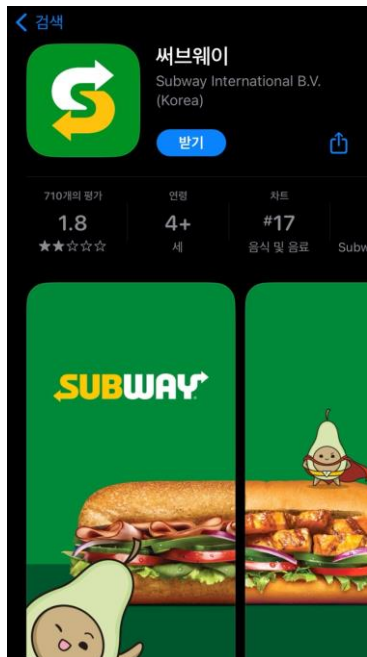 검색
써브웨이
Subway International B.V.
(Korea)
받기
710개의 평가
연령
차트
1.8
4+
#17
★★☆☆☆
세
음식 및 음료
Subw
SUBWAY